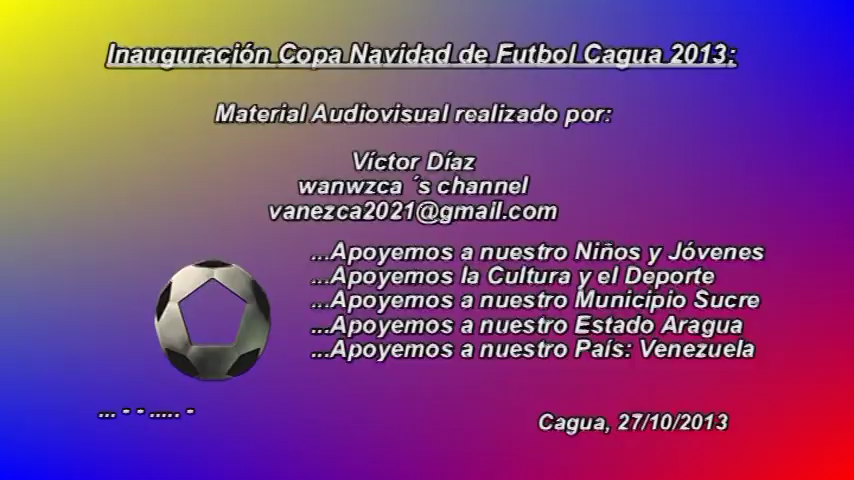 Inauguración Copa Navidad de Futbol Cagua 2013:
Material Audiovisual realizado por:
Víctor Díaz
wanwzca ´s channel
vanezca2021@gmail.com
...Apoyemos a nuestro Niños y Jóvenes
...Apoyemos la Cultura y el Deporte
...Apoyemos a nuestro Municipio Sucre
...Apoyemos a nuestro Estado Aragua
...Apoyemos a nuestro País: Venezuela
... - - ..... -
Cagua, 27/10/2013